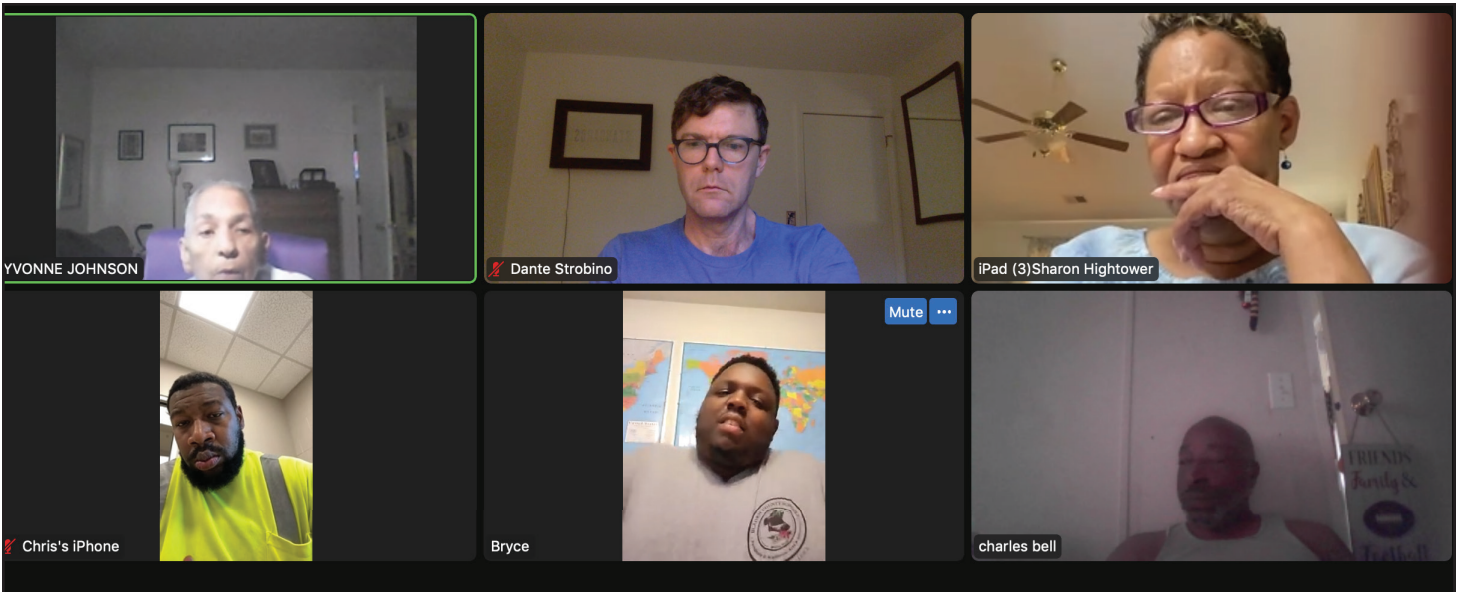 YVONNE JOHNSON
Dante Strobino
iPad (3)Sharon Hightower
Chris's iPhone
Mute
Bryce
charles bell
FRIENDS
Family &
Football